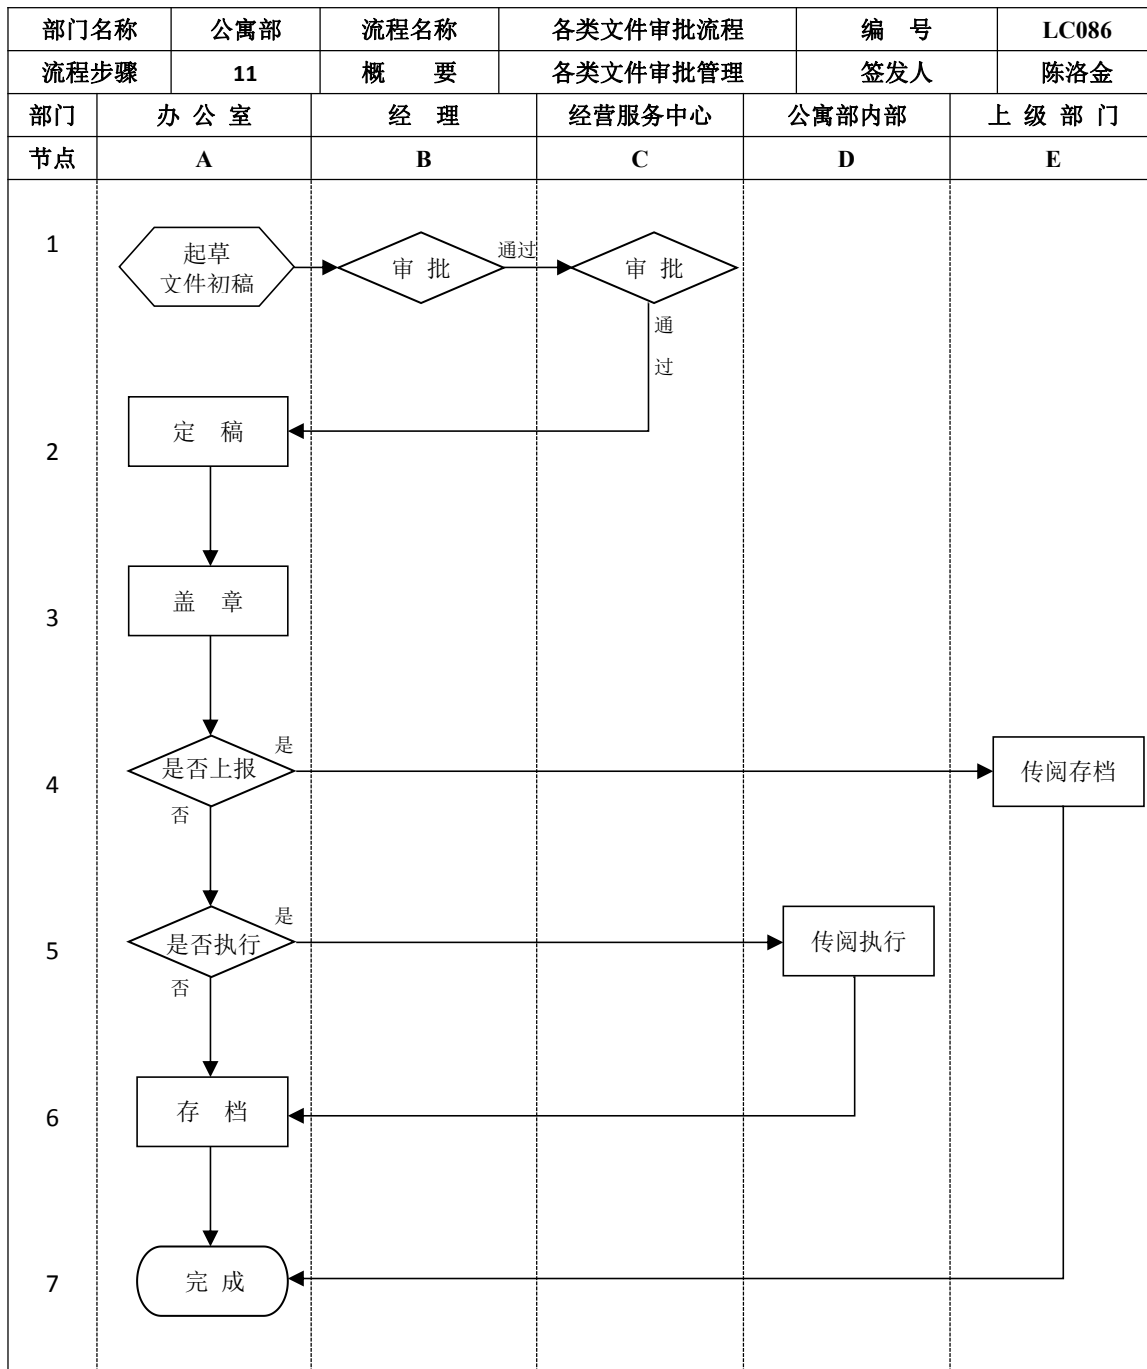 部门名称 公寓部 流程名称 各类文件审批流程 编 号 LC086
流程步骤 11 概 要 各类文件审批管理 签发人 陈洛金
部门 办 公 室 经 理 经营服务中心 公寓部内部 上 级 部 门
节点 A B C D E
1
起草
文件初稿
审 批
通过
审 批
通
过
2
定 稿
3
盖 章
4
是否上报
是
否
传阅存档
5
是否执行
是
否
传阅执行
6
存 档
7
完 成